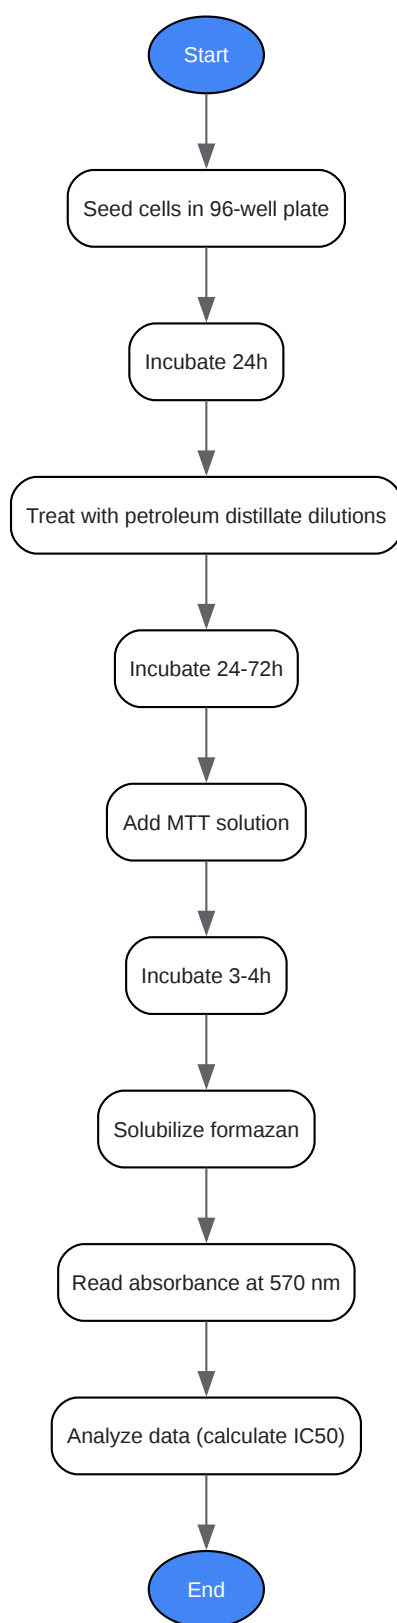 Start
Seed cells in 96-well plate
Incubate 24h
Treat with petroleum distillate dilutions
Incubate 24-72h
Add MTT solution
Incubate 3-4h
Solubilize formazan
Read absorbance at 570 nm
Analyze data (calculate IC50)
End